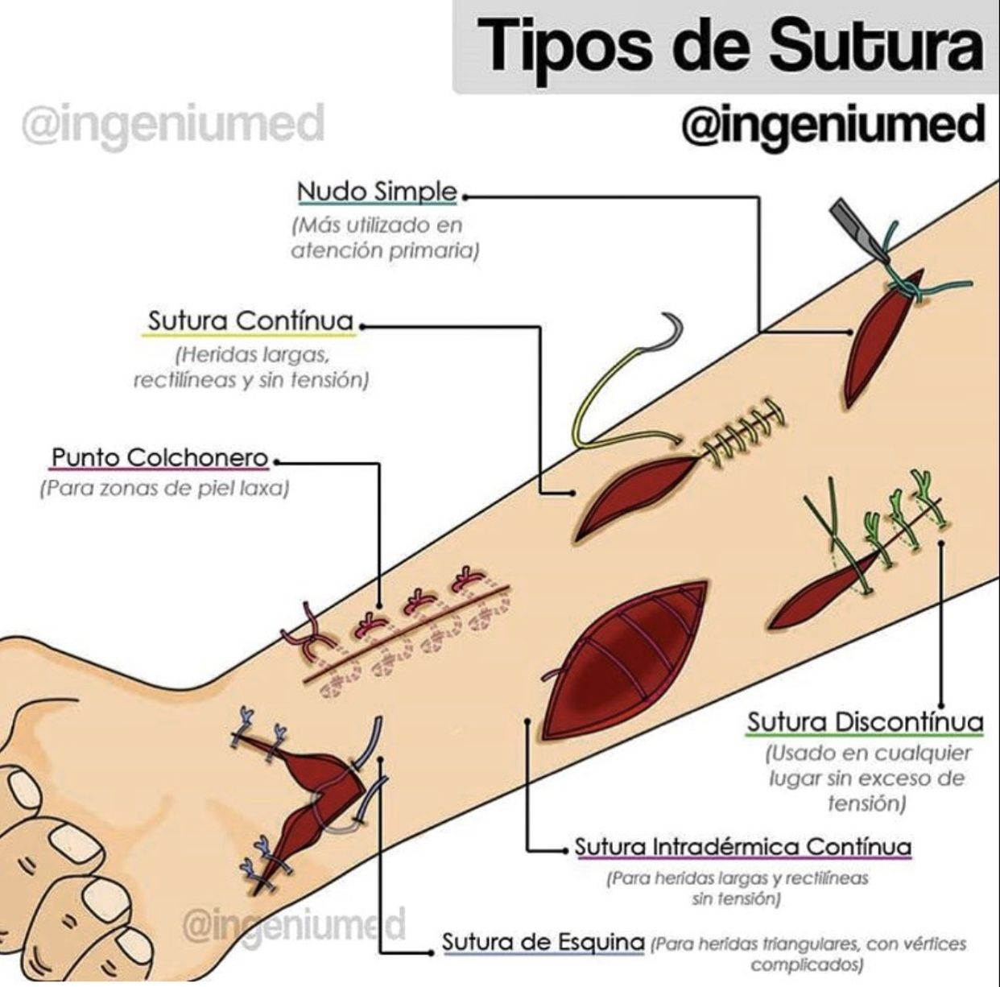 Tipos de Sutura
@ingeniumed
@ingeniumed
Nudo Simple
(Más utilizado en
atención primaria)
Sutura Contínua
(Heridas largas,
rectilíneas y sin tensión)
Punto Colchonero
(Para zonas de piel laxa)
Sutura Discontínua
(Usado en cualquier
lugar sin exceso de
tensión)
Sutura Intradérmica Contínua
(Para heridas largas y rectilíneas
sin tensión)
@ingeniumed
Sutura de Esquina (Para heridas triangulares, con vértices
complicados)